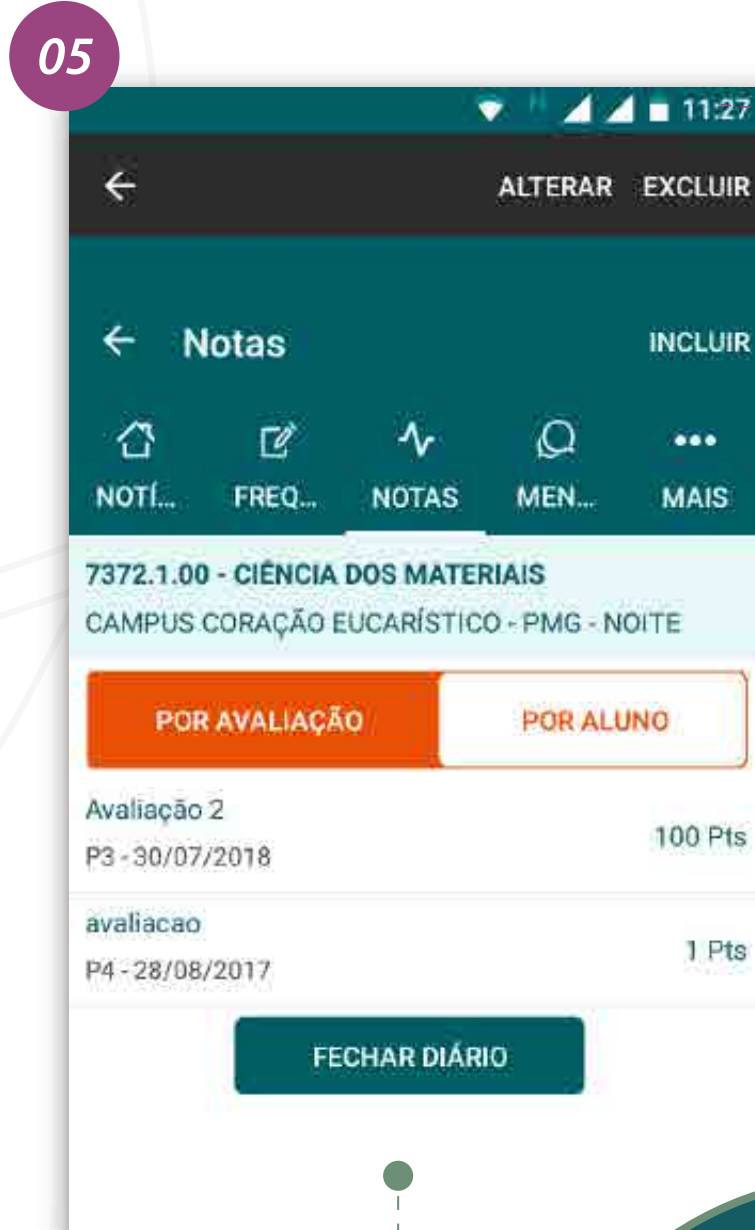 05
11:27
ALTERAR EXCLUIR
Notas INCLUIR
NOTÍ... FREQ... NOTAS MEN... MAIS
7372.1.00 - CIÊNCIA DOS MATERIAIS
CAMPUS CORAÇÃO EUCARÍSTICO - PMG - NOITE
POR AVALIAÇÃO POR ALUNO
Avaliação 2
100 Pts
P3 - 30/07/2018
avaliacao
1 Pts
P4 - 28/08/2017
FECHAR DIÁRIO